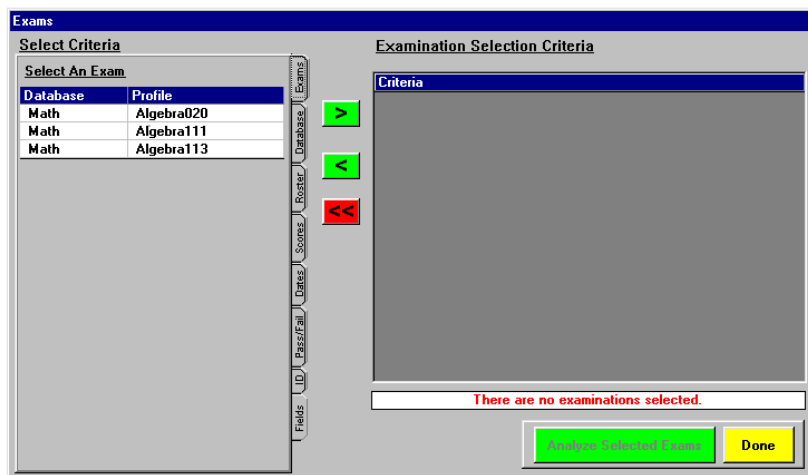 Exams
Select Criteria
Select An Exam
Database Profile
Math Algebra020
Math Algebra111
Math Algebra113
Exams
Database
Roster
Scores
Dates
Pass/Fail
ID
Fields
>
<
<<
Examination Selection Criteria
Criteria
There are no examinations selected.
Analyze Selected Exams
Done